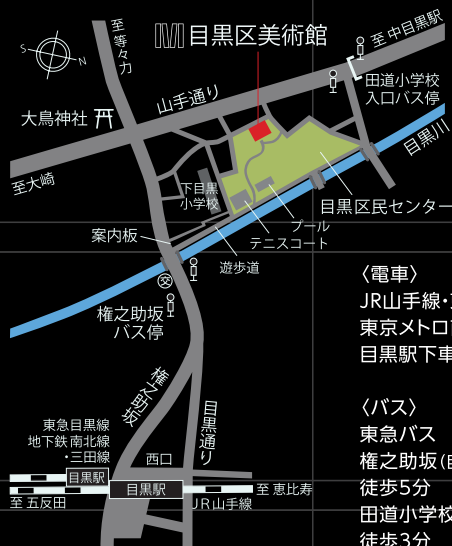 至等々力
目黒区美術館
至 中目黒駅
S
N
田道小学校
入口バス停
山手通り
大鳥神社
目黒川
至大崎
下目黒
小学校
目黒区民センター
プール
テニスコート
案内板
遊歩道
〈電車〉
JR山手線・
東京メトロ
目黒駅下車
交
権之助坂
バス停
権之助坂
目黒通り
〈バス〉
東急バス
権之助坂
徒歩5分
田道小学校
徒歩3分
東急目黒線
地下鉄 南北線
・三田線
西口
目黒駅
目黒駅
至 恵比寿
至 五反田
JR山手線